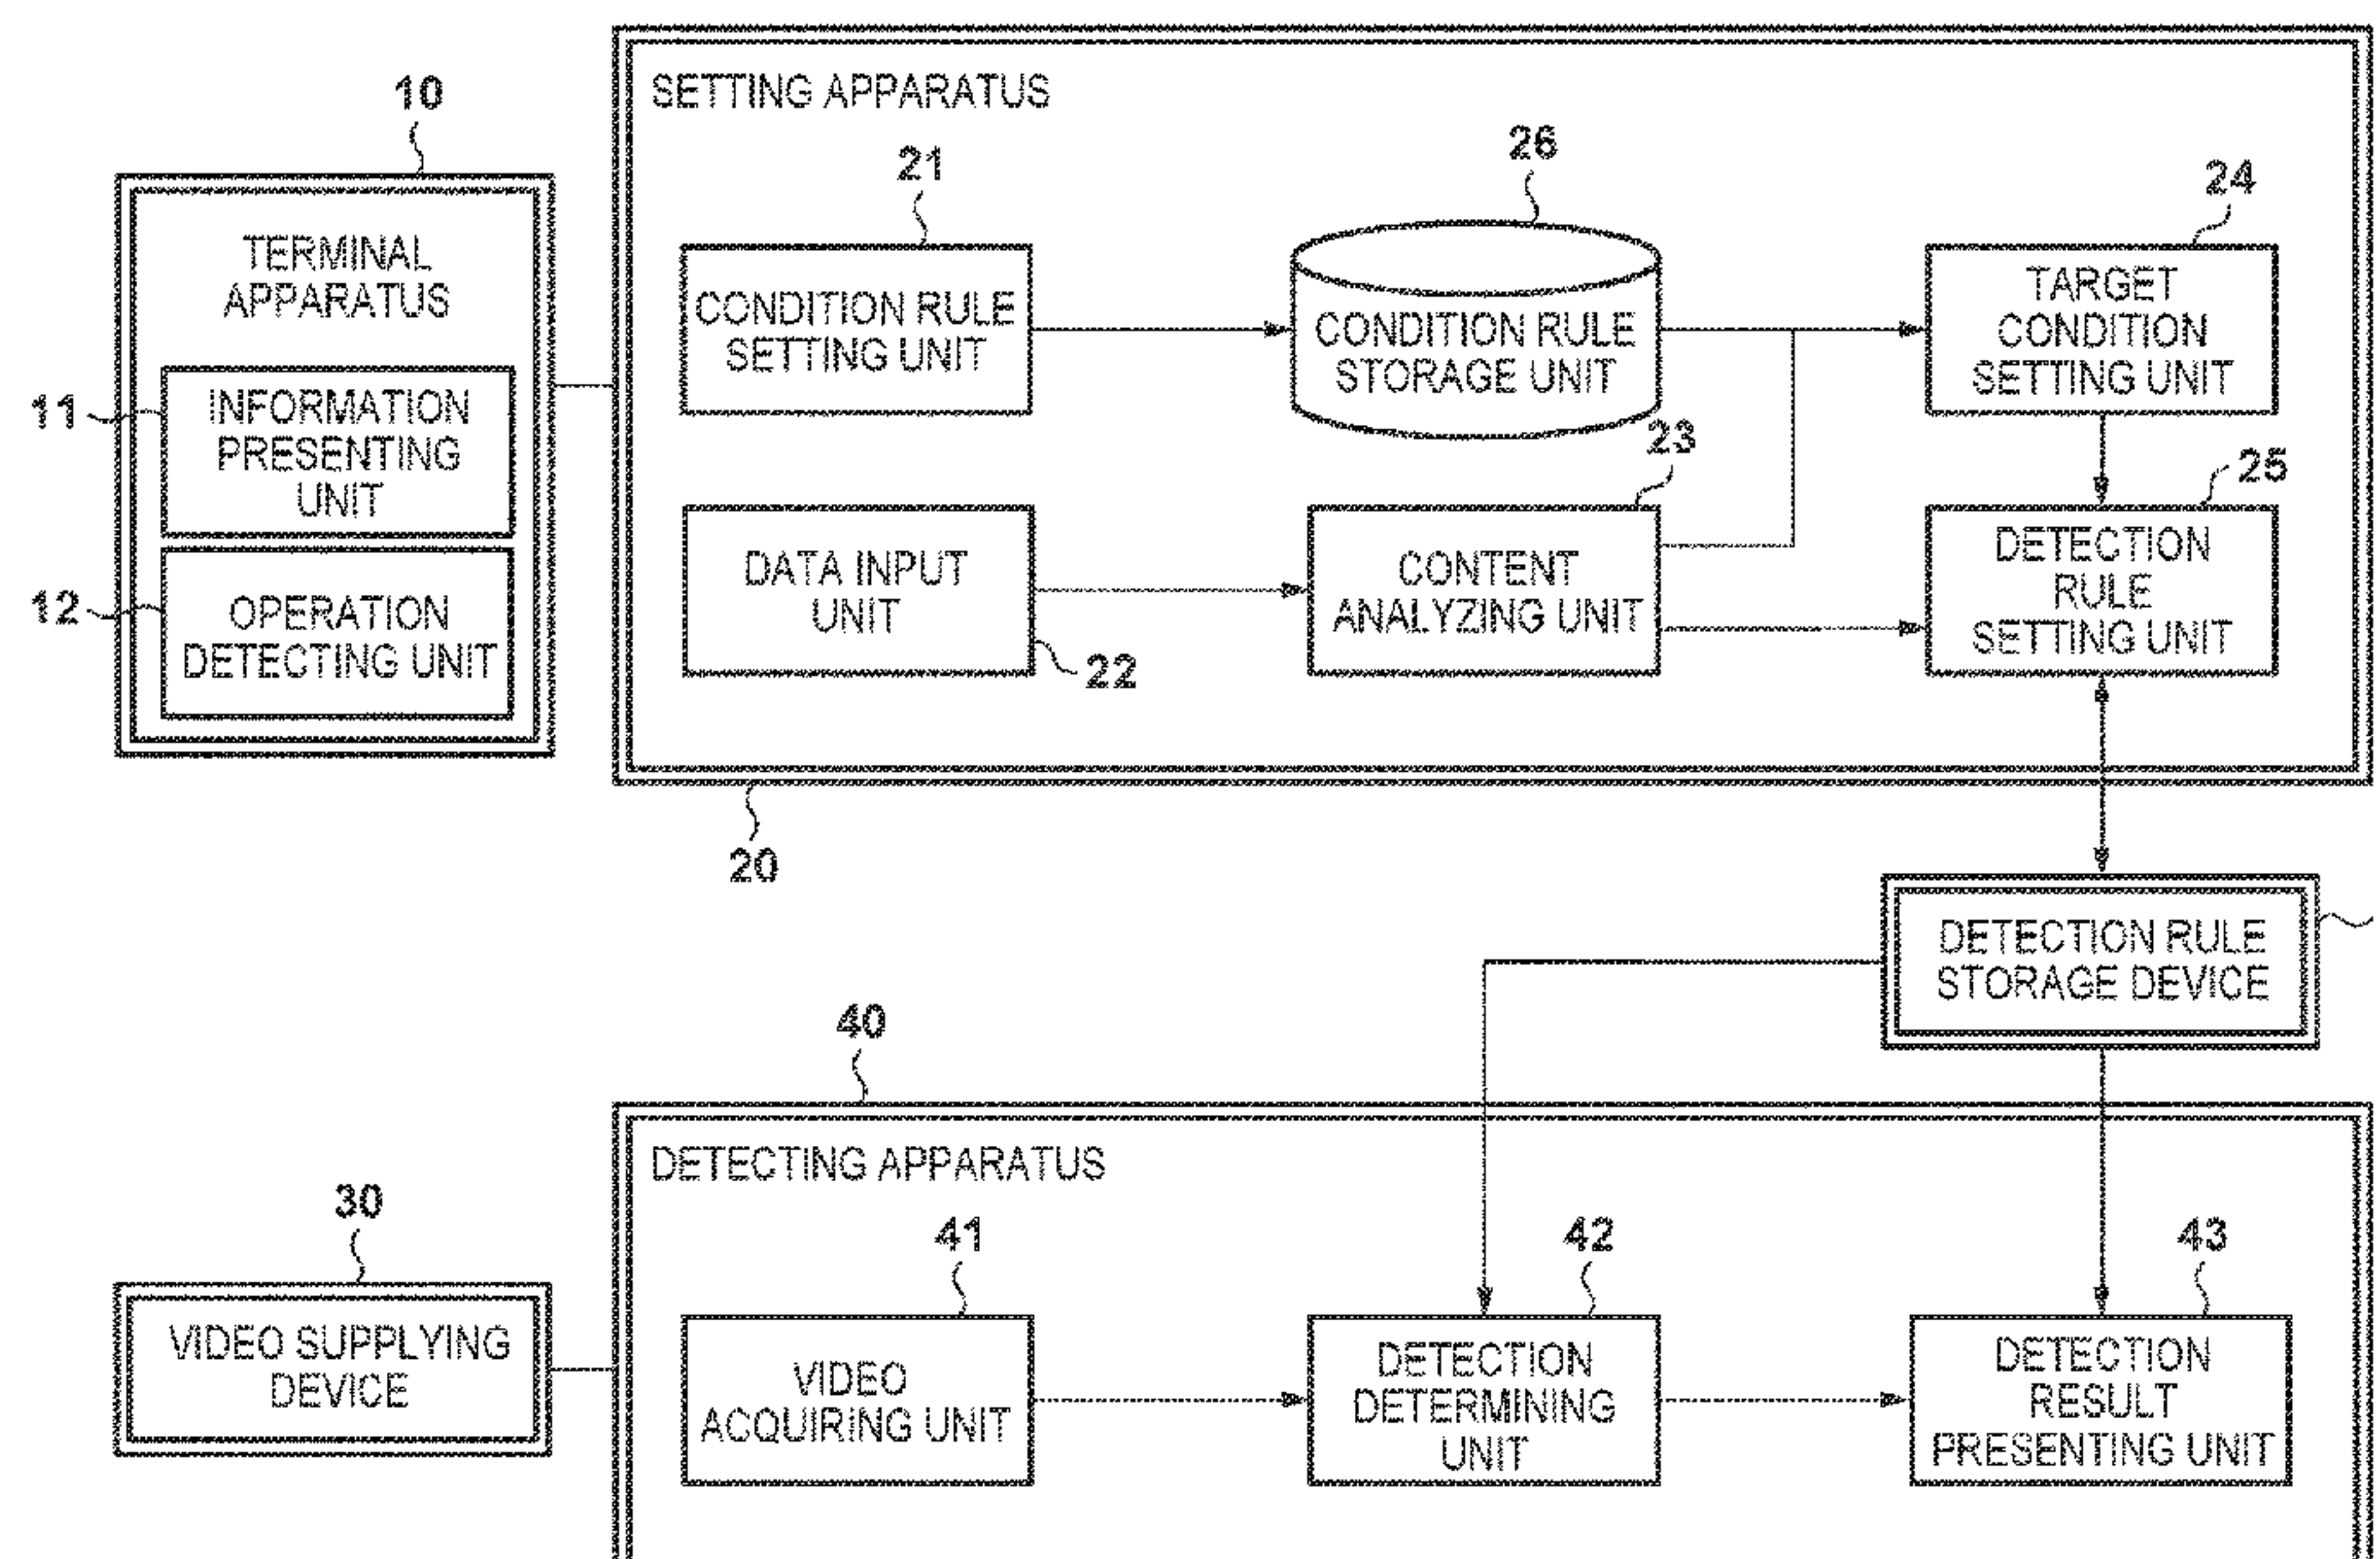 10
TERMINAL
APPARATUS
11
INFORMATION
PRESENTING
UNIT
12
OPERATION
DETECTING UNIT
SETTING APPARATUS
21
CONDITION RULE
SETTING UNIT
26
CONDITION RULE
STORAGE UNIT
24
TARGET
CONDITION
SETTING UNIT
DATA INPUT
UNIT
22
23
CONTENT
ANALYZING UNIT
25
DETECTION
RULE
SETTING UNIT
20
DETECTION RULE
STORAGE DEVICE
30
VIDEO SUPPLYING
DEVICE
40
DETECTING APPARATUS
41
VIDEO
ACQUIRING UNIT
42
DETECTION
DETERMINING
UNIT
43
DETECTION
RESULT
PRESENTING UNIT